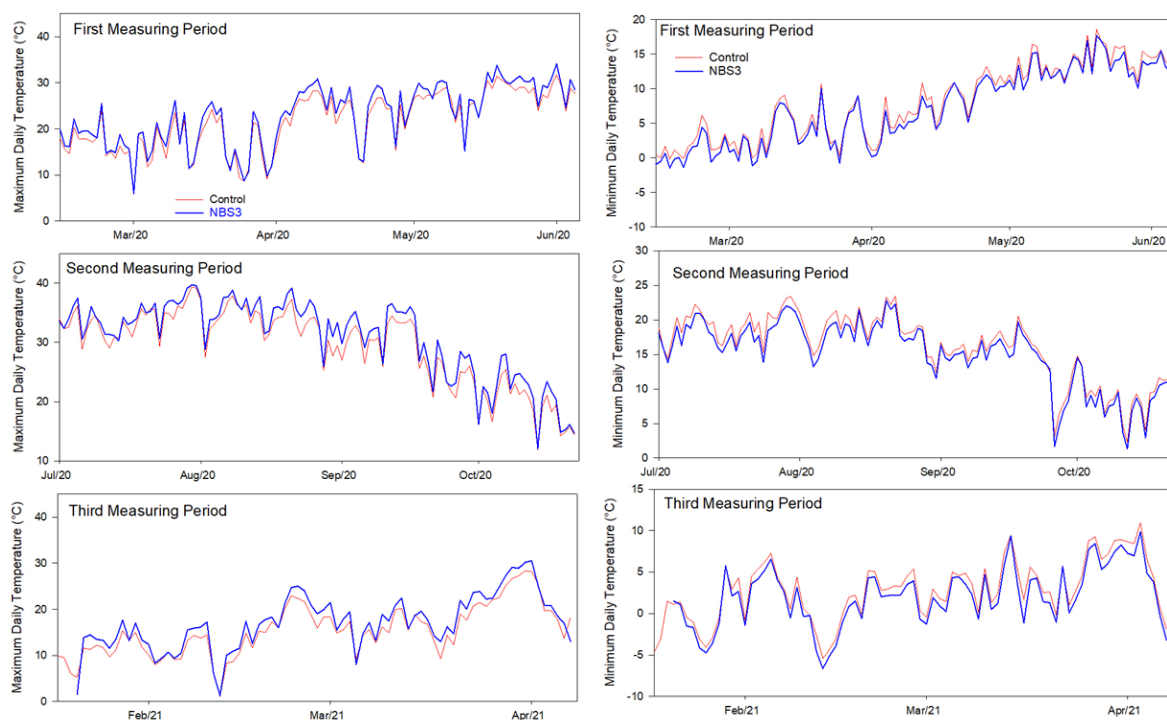 First Measuring Period
Maximum Daily Temperature (°C)
40
30
20
10
0
Control
NBS3
Mar/20
Apr/20
May/20
Jun/20
First Measuring Period
Control
NBS3
Minimum Daily Temperature (°C)
20
15
10
5
0
-5
-10
Mar/20
Apr/20
May/20
Jun/20
Second Measuring Period
Maximum Daily Temperature (°C)
40
30
20
10
Jul/20
Aug/20
Sep/20
Oct/20
Second Measuring Period
Minimum Daily Temperature (°C)
30
25
20
15
10
5
0
Jul/20
Aug/20
Sep/20
Oct/20
Third Measuring Period
Maximum Daily Temperature (°C)
40
30
20
10
0
Feb/21
Mar/21
Apr/21
Third Measuring Period
Minimum Daily Temperature (°C)
15
10
5
0
-5
-10
Feb/21
Mar/21
Apr/21